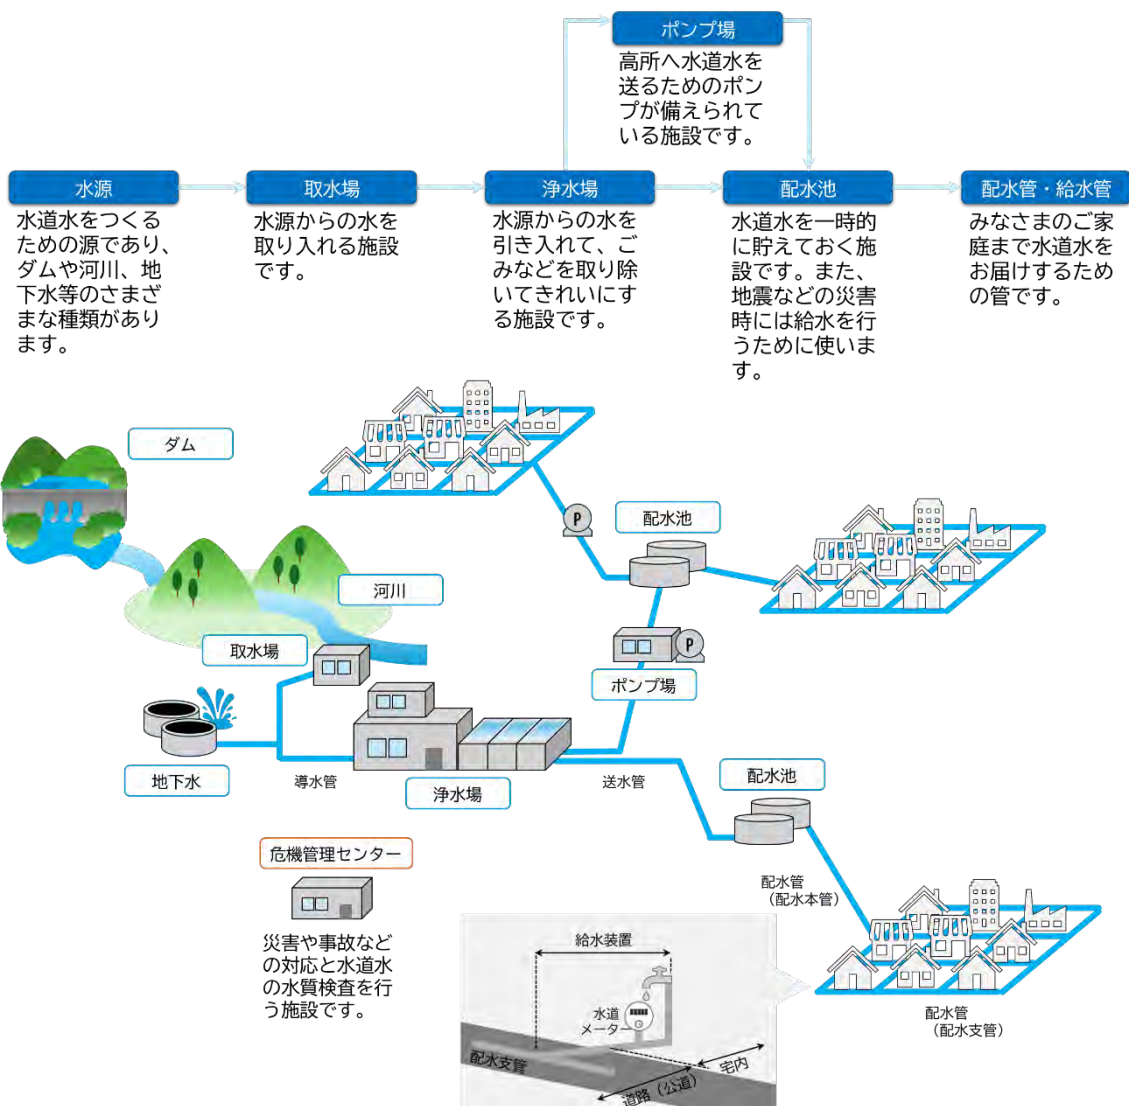 ポンプ場
高所へ水道水を
送るためのポン
プが備えられて
いる施設です。
水源
水道水をつくる
ための源であり、
ダムや河川、地
下水等のさまざ
まな種類があり
ます。
取水場
水源からの水を
取り入れる施設
です。
浄水場
水源からの水を
引き入れて、ご
みなどを取り除
いてきれいにす
る施設です。
配水池
水道水を一時的
に貯えておく施
設です。また、
地震などの災害
時には給水を行
うために使いま
す。
配水管・給水管
みなさまのご家
庭まで水道水を
お届けするため
の管です。
ダム
P
配水池
河川
取水場
P
ポンプ場
地下水
導水管
浄水場
送水管
配水池
危機管理センター
災害や事故など
の対応と水道水
の水質検査を行
う施設です。
配水管
（配水本管）
給水装置
水道
メーター
配水支管
道路（公道）
宅内
配水管
（配水支管）